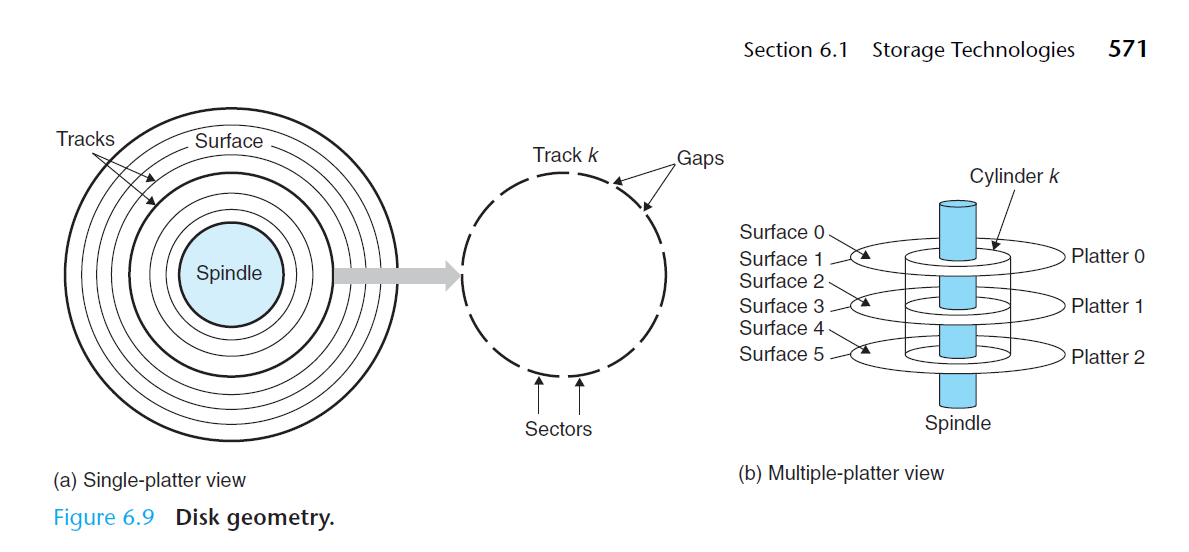 Section 6.1 Storage Technologies 571
Tracks
Surface
Spindle
Track k
Gaps
Sectors
(a) Single-platter view
Cylinder k
Surface 0
Surface 1
Surface 2
Surface 3
Surface 4
Surface 5
Platter 0
Platter 1
Platter 2
Spindle
(b) Multiple-platter view
Figure 6.9 Disk geometry.